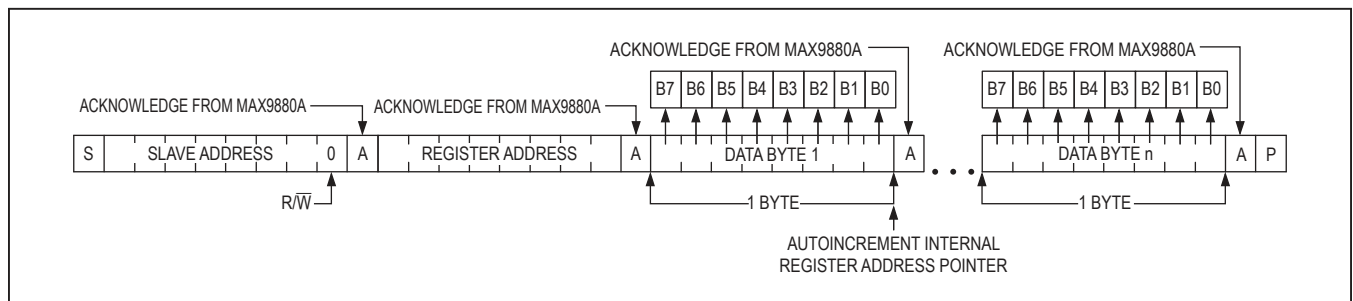 ACKNOWLEDGE FROM MAX9880A ACKNOWLEDGE FROM MAX9880A
B7 B6 B5 B4 B3 B2 B1 B0 B7 B6 B5 B4 B3 B2 B1 B0
ACKNOWLEDGE FROM MAX9880A ACKNOWLEDGE FROM MAX9880A
S SLAVE ADDRESS 0 A REGISTER ADDRESS A DATA BYTE 1 A • • • DATA BYTE n A P
R/W̅ 1 BYTE 1 BYTE
AUTOINCREMENT INTERNAL
REGISTER ADDRESS POINTER